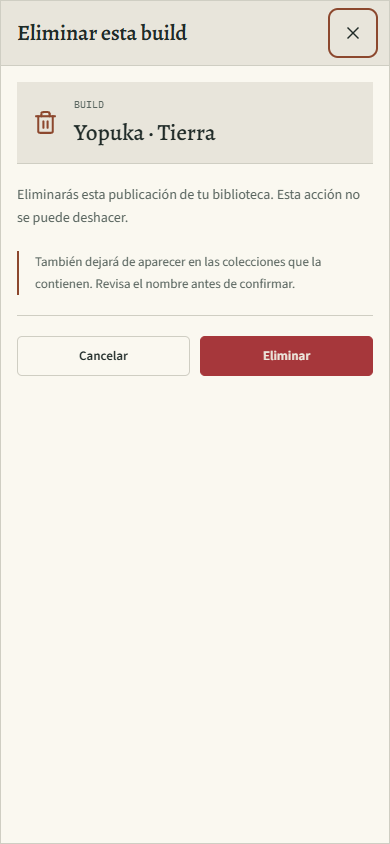 Eliminar esta build
BUILD
Yopuka · Tierra
Eliminarás esta publicación de tu biblioteca. Esta acción no
se puede deshacer.
También dejará de aparecer en las colecciones que la
contienen. Revisa el nombre antes de confirmar.
Cancelar
Eliminar